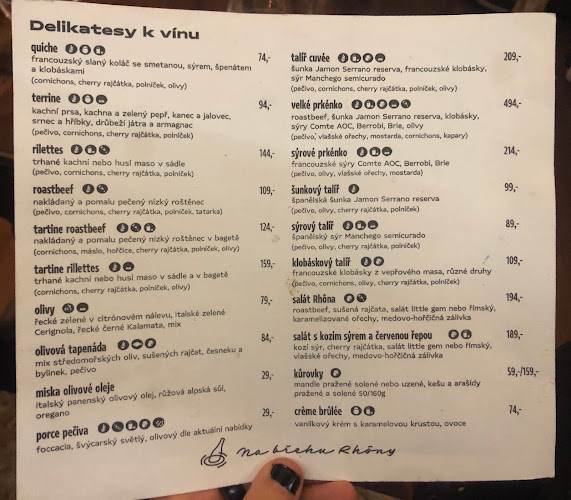 Delikatesy k vínu
quiche 74,-
francouzský slaný koláč se smetanou, sýrem, špenátem
a klobáskami
(cornichons, cherry rajčátka, polníček, olivy)
terrine 94,-
kachní prsa, kachna a zelený pepř, kanec a jalovec,
srnec a hříbky, drůbeží játra a armagnac
(pečivo, cornichons, cherry rajčátka, polníček)
rilettes 144,-
trhané kachní nebo husí maso v sádle
(pečivo, cornichons, cherry rajčátka, polníček)
roastbeef 109,-
nakládaný a pomalu pečený nízký roštěnec
(pečivo, cornichons, cherry rajčátka, polníček, tatarka)
tartine roastbeef 124,-
nakládaný a pomalu pečený nízký roštěnec v bagetě
(cornichons, máslo, hořčice, cherry rajčátka, polníček)
tartine rillettes 159,-
trhané kachní nebo husí maso v sádle a v bagetě
(cornichons, cherry rajčátka, polníček)
olivy 79,-
řecké zelené v citrónovém nálevu, italské zelené
Cerignola, řecké černé Kalamata, mix
olivová tapenáda 84,-
mix středomořských oliv, sušených rajčat, česneku a
bylinek, pečivo
miska olivové oleje 29,-
italský panenský olivový olej, růžová alpská sůl,
oregano
porce pečiva 29,-
foccacia, švýcarský světlý, olivový dle aktuální nabídky
talíř cuvée 209,-
šunka Jamon Serrano reserva, francouzské klobásky,
sýr Manchego semicurado
(pečivo, cornichons, cherry rajčátka, polníček, olivy)
velké prkénko 494,-
roastbeef, šunka Jamon Serrano reserva, klobásky,
sýry Comte AOC, Berrobi, Brie, olivy
(pečivo, vlašské ořechy, mostarda, cornichons, kapary)
sýrové prkénko 214,-
francouzské sýry Comte AOC, Berrobi, Brie
(pečivo, olivy, vlašské ořechy, mostarda)
šunkový talíř 99,-
španělská šunka Jamon Serrano reserva
(pečivo, olivy, cherry rajčátka, polníček)
sýrový talíř 89,-
španělský sýr Manchego semicurado
(pečivo, olivy, cherry rajčátka, polníček)
klobáskový talíř 109,-
francouzské klobásky z vepřového masa, různé druhy
(pečivo, cornichons, olivy, cherry rajčátka, polníček)
salát Rhôna 194,-
roastbeef, sušená rajčata, salát little gem nebo římský,
karamelizované ořechy, medovo-hořčičná zálivka
salát s kozím sýrem a červenou řepou 189,-
kozí sýr, cherry rajčata, salát little gem nebo římský,
vlašské ořechy, medovo-hořčičná zálivka
kůrovky 59,-/159,-
mandle pražené solené nebo uzené, kešu a arašídy
pražené a solené 50/160g
crème brûlée 74,-
vanilkový krém s karamelovou krustou, ovoce
Na břehu Rhôny